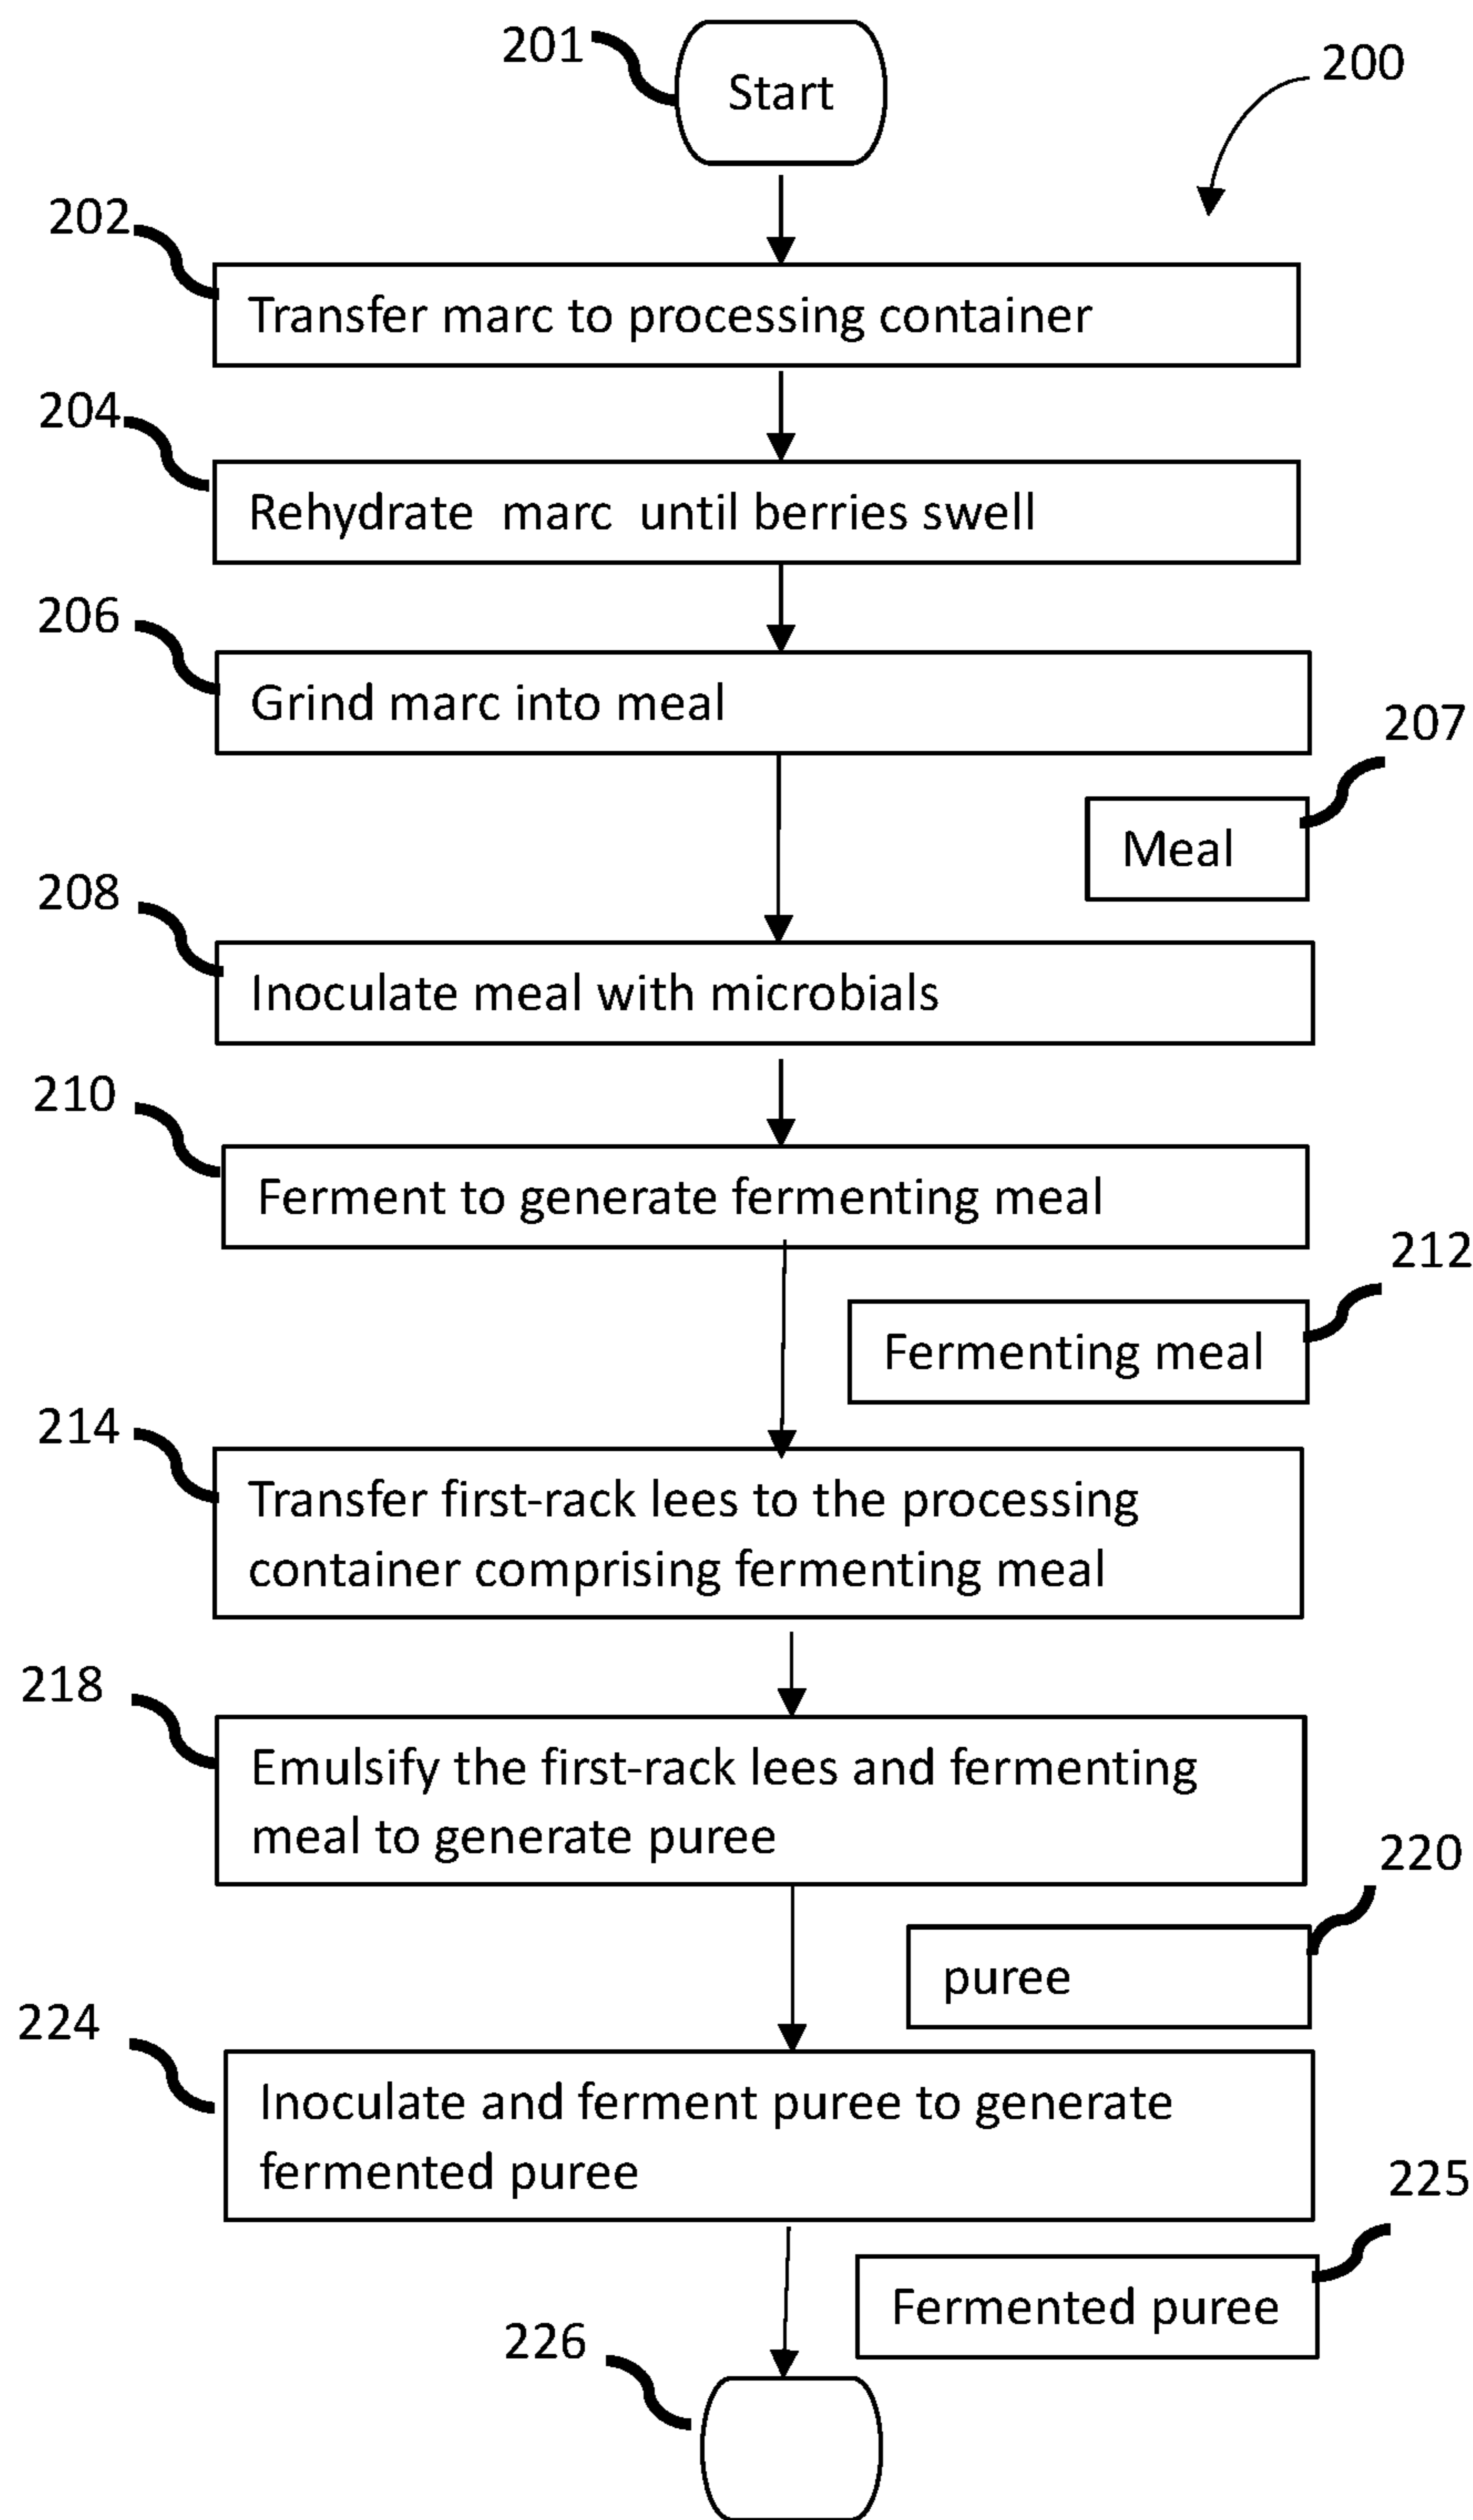 201
Start
200
202
Transfer marc to processing container
204
Rehydrate marc until berries swell
206
Grind marc into meal
207
Meal
208
Inoculate meal with microbials
210
Ferment to generate fermenting meal
212
Fermenting meal
214
Transfer first-rack lees to the processing
container comprising fermenting meal
218
Emulsify the first-rack lees and fermenting
meal to generate puree
220
puree
224
Inoculate and ferment puree to generate
fermented puree
225
Fermented puree
226